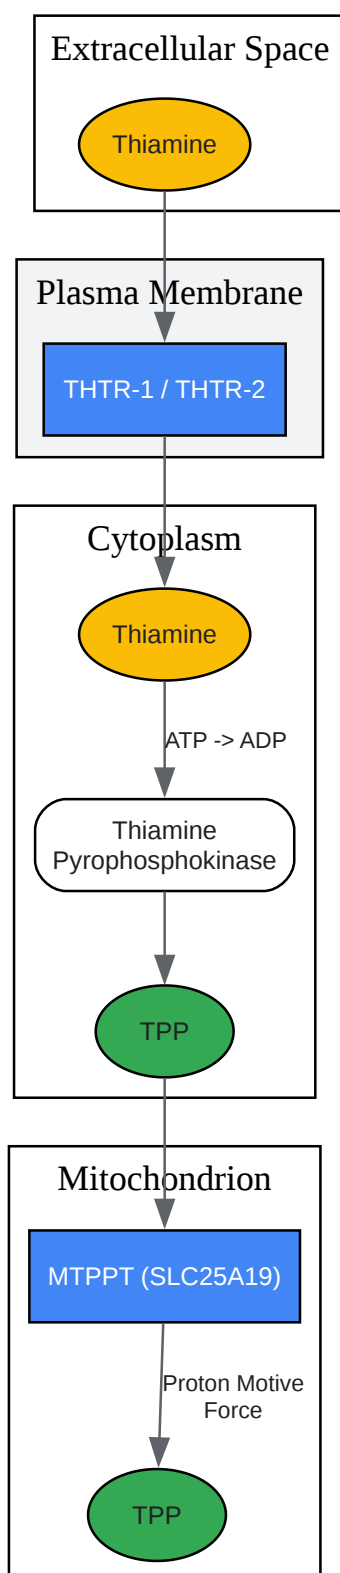 Extracellular Space
Thiamine
Plasma Membrane
THTR-1 / THTR-2
Cytoplasm
Thiamine
ATP -> ADP
Thiamine
Pyrophosphokinase
TPP
Mitochondrion
MTPPT (SLC25A19)
Proton Motive
Force
TPP